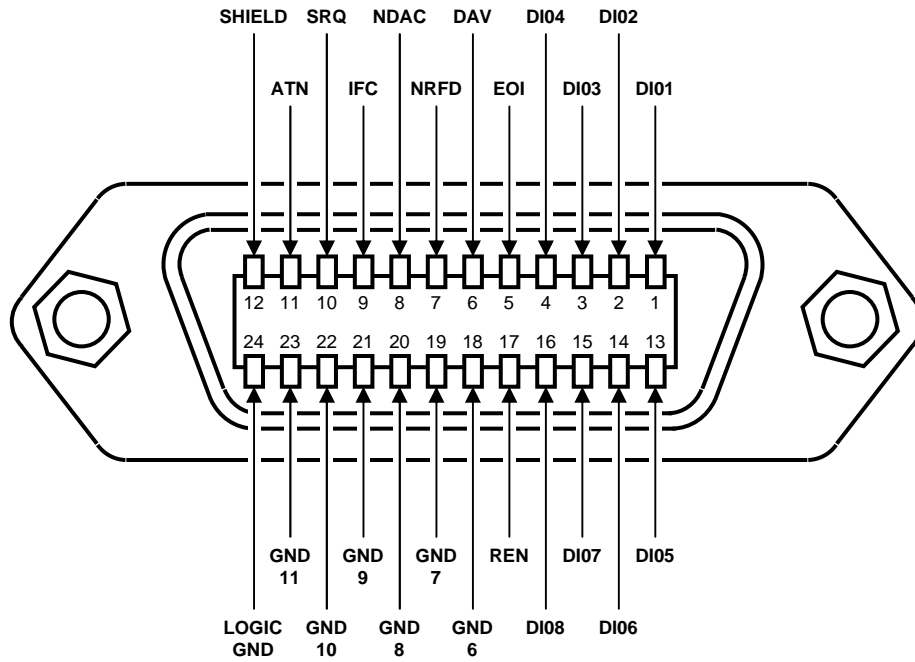 SHIELD SRQ NDAC DAV DI04 DI02
ATN IFC NRFD EOI DI03 DI01
12 11 10 9 8 7 6 5 4 3 2 1
24 23 22 21 20 19 18 17 16 15 14 13
GND GND GND REN DI07 DI05
11 9 7
LOGIC GND GND GND DI08 DI06
GND 10 8 6